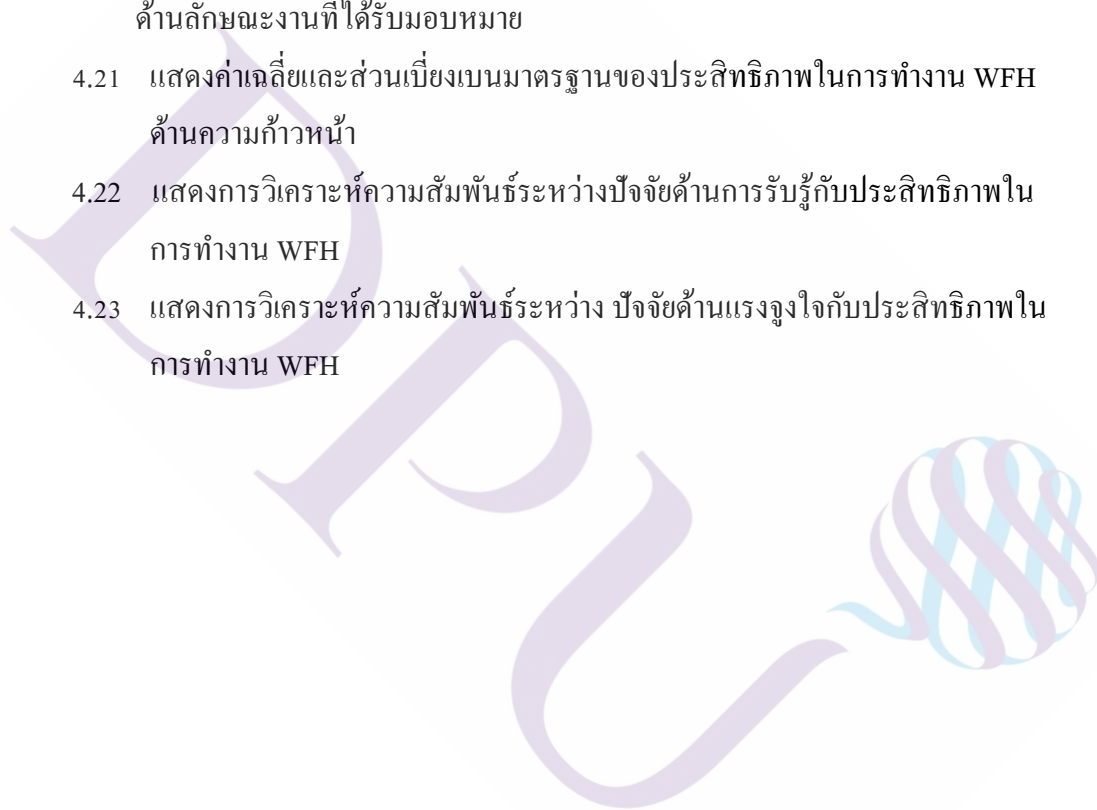 ด้านลักษณะงานที่ได้รับมอบหมาย
4.21 แสดงค่าเฉลี่ยและส่วนเบี่ยงเบนมาตรฐานของประสิทธิภาพในการทำงาน WFH
ด้านความก้าวหน้า
4.22 แสดงการวิเคราะห์ความสัมพันธ์ระหว่างปัจจัยด้านการรับรู้กับประสิทธิภาพใน
การทำงาน WFH
4.23 แสดงการวิเคราะห์ความสัมพันธ์ระหว่าง ปัจจัยด้านแรงจูงใจกับประสิทธิภาพใน
การทำงาน WFH
DPU